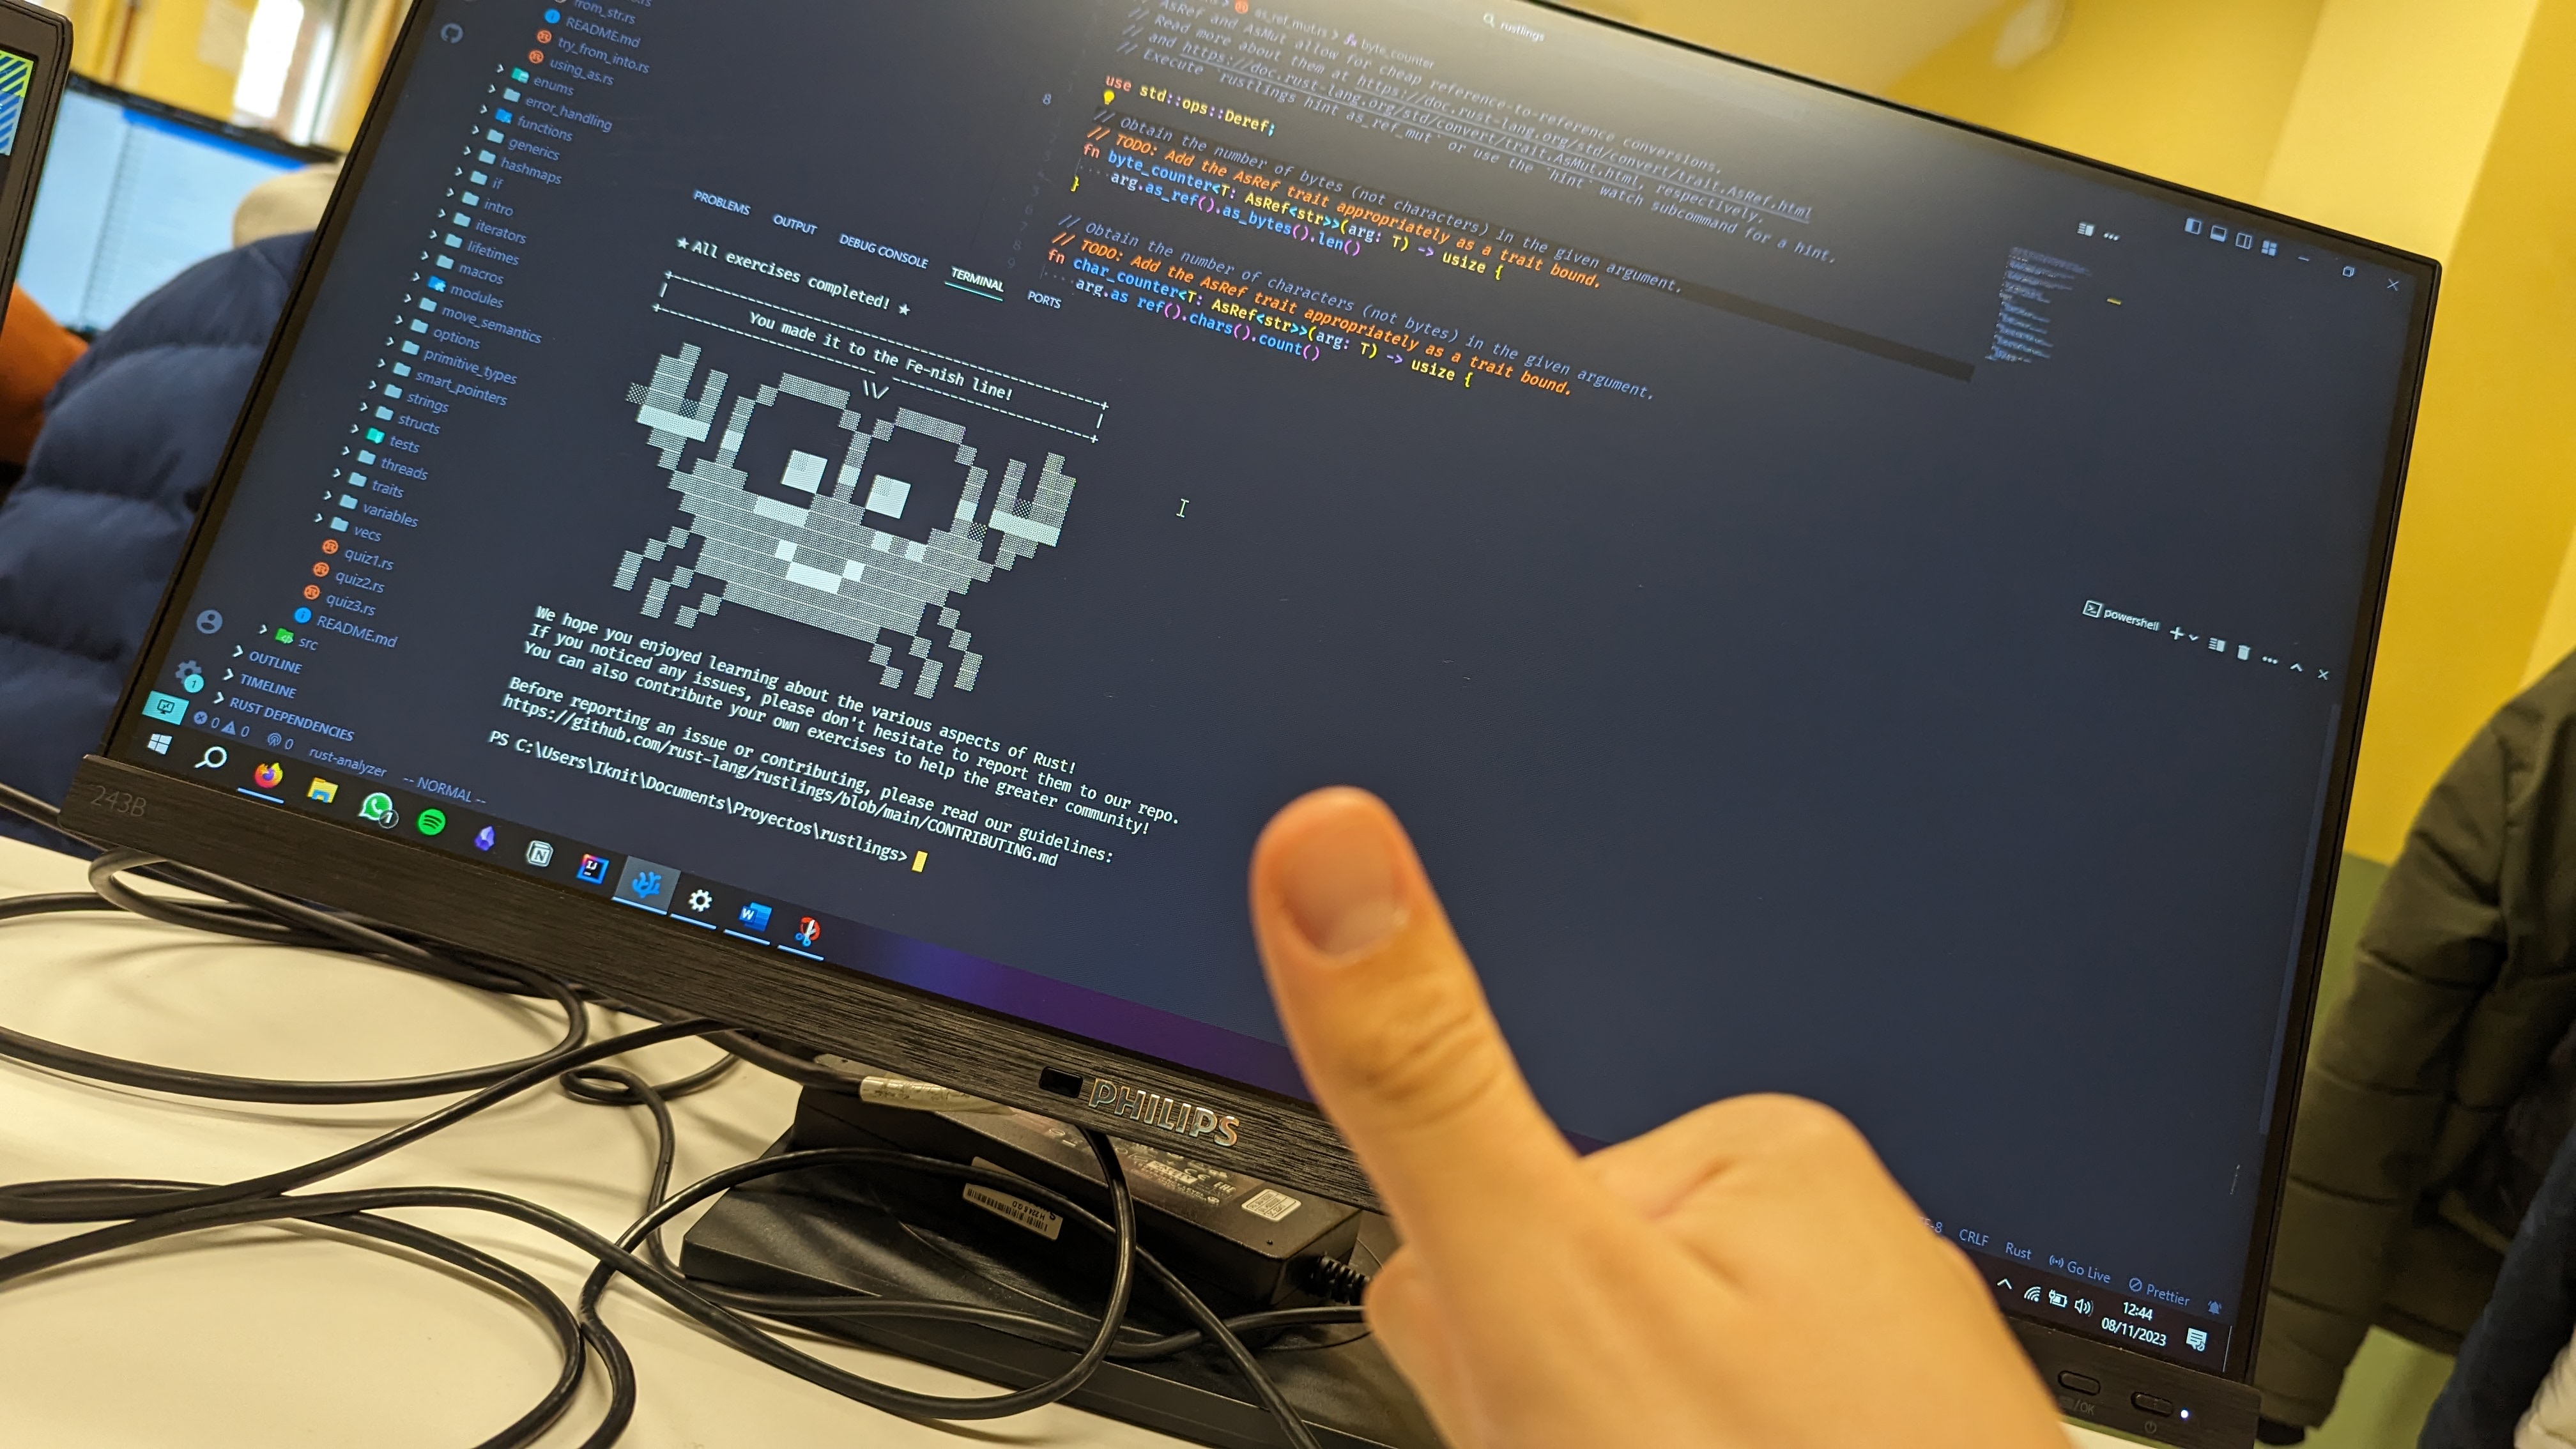 from_str.rs
README.md
try_from_into.rs
using_as.rs
enums
error_handling
functions
generics
hashmaps
if
intro
iterators
lifetimes
macros
modules
move_semantics
options
primitive_types
smart_pointers
strings
structs
tests
threads
traits
variables
vecs
quiz1.rs
quiz2.rs
quiz3.rs
README.md
src
OUTLINE
TIMELINE
RUST DEPENDENCIES
rustlings
as_ref_mut.rs > byte_counter
// AsRef and AsMut allow for cheap reference-to-reference conversions.
// Read more about them at https://doc.rust-lang.org/std/convert/trait.AsRef.html
// and https://doc.rust-lang.org/std/convert/trait.AsMut.html, respectively.
// Execute `rustlings hint as_ref_mut` or use the `hint` watch subcommand for a hint.
8
use std::ops::Deref;
// Obtain the number of bytes (not characters) in the given argument.
// TODO: Add the AsRef trait appropriately as a trait bound.
fn byte_counter<T: AsRef<str>>(arg: T) -> usize {
arg.as_ref().as_bytes().len()
}
// Obtain the number of characters (not bytes) in the given argument.
// TODO: Add the AsRef trait appropriately as a trait bound.
fn char_counter<T: AsRef<str>>(arg: T) -> usize {
arg.as_ref().chars().count()
PROBLEMS OUTPUT DEBUG CONSOLE TERMINAL PORTS
powershell
★ All exercises completed! ★
You made it to the Fe-nish line!
We hope you enjoyed learning about the various aspects of Rust!
If you noticed any issues, please don't hesitate to report them to our repo.
You can also contribute your own exercises to help the greater community!
Before reporting an issue or contributing, please read our guidelines:
https://github.com/rust-lang/rustlings/blob/main/CONTRIBUTING.md
PS C:\Users\Iknit\Documents\Proyectos\rustlings>
1
0 0 0 rust-analyzer -- NORMAL --
CRLF Rust Go Live Prettier
12:44
08/11/2023
243B
PHILIPS
/OK